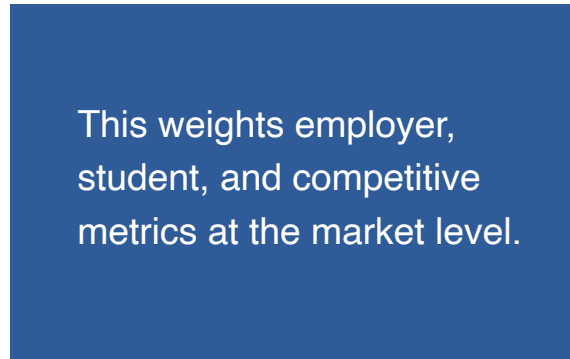 This weights employer,
student, and competitive
metrics at the market level.